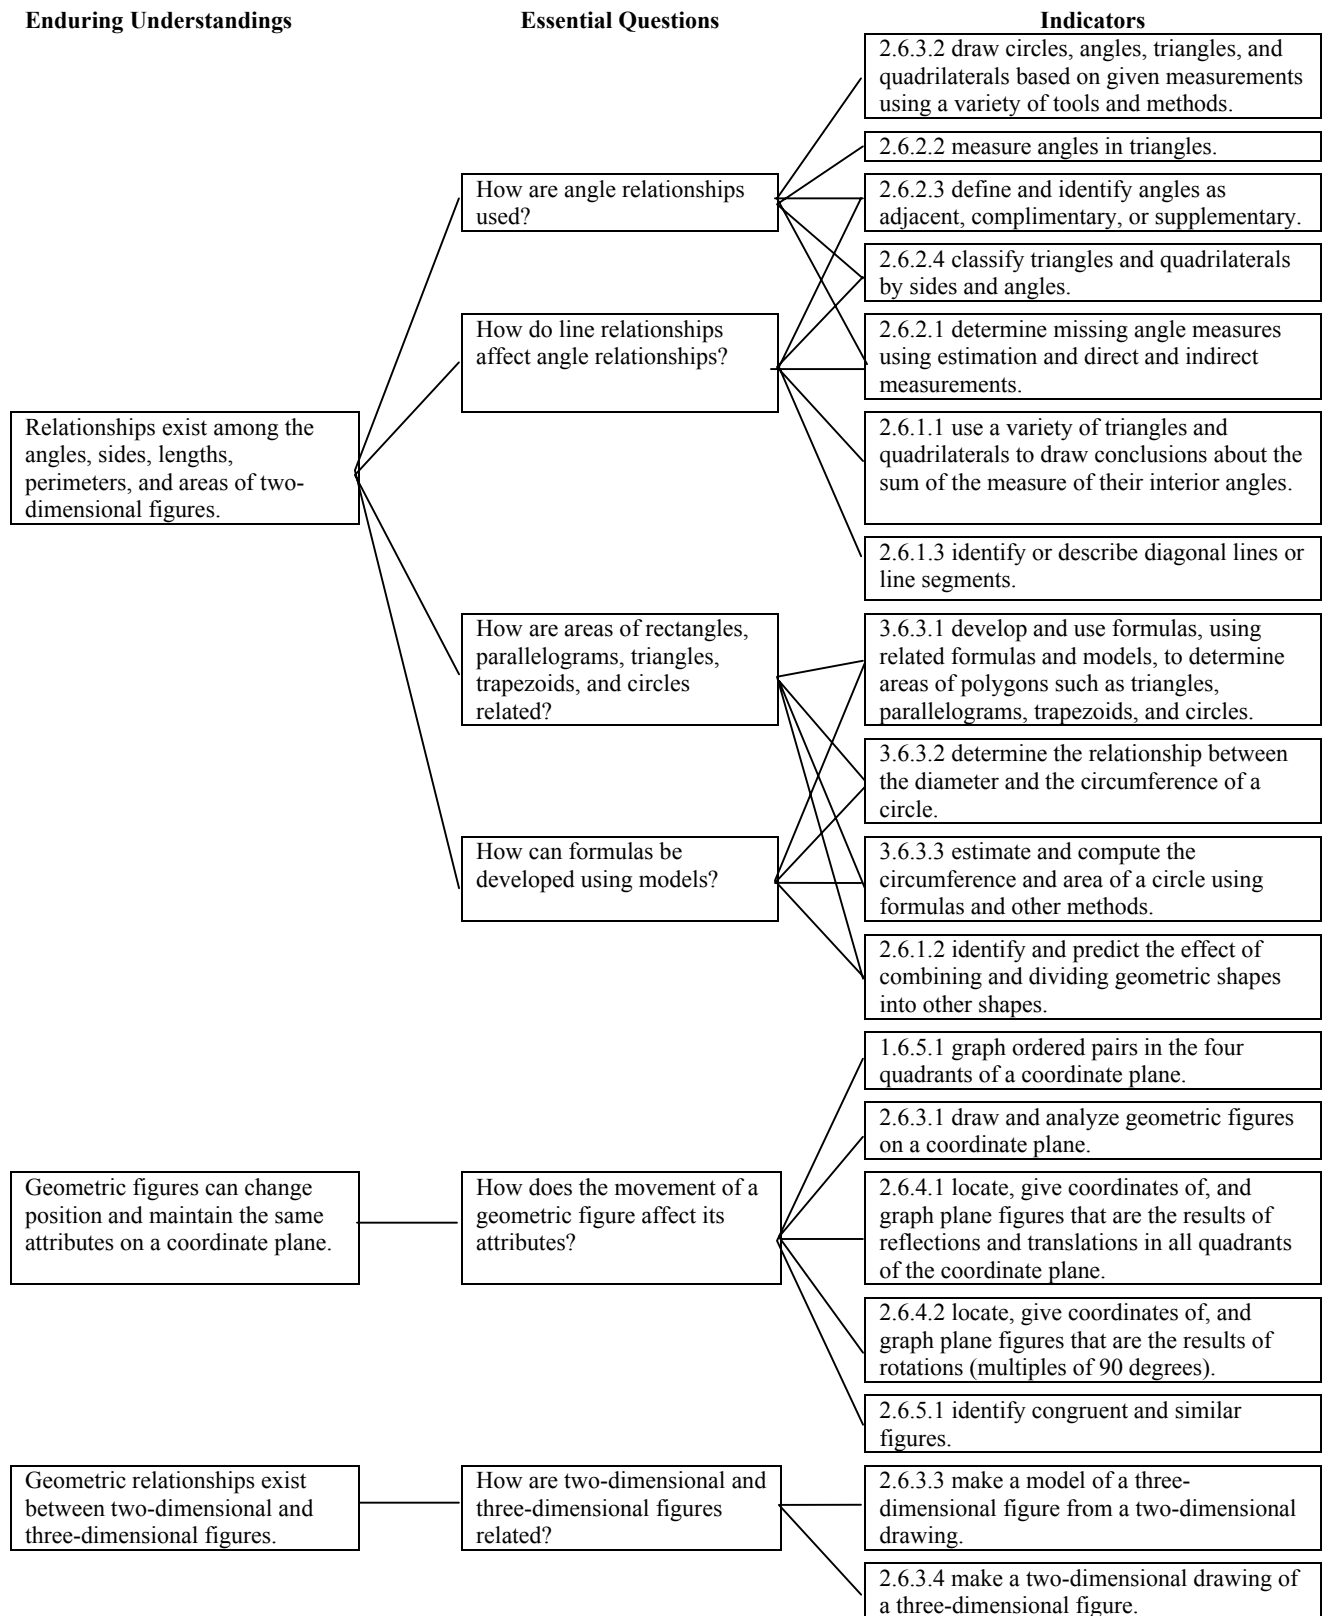 Enduring Understandings
Essential Questions
Indicators
2.6.3.2 draw circles, angles, triangles, and
quadrilaterals based on given measurements
using a variety of tools and methods.
2.6.2.2 measure angles in triangles.
How are angle relationships
used?
2.6.2.3 define and identify angles as
adjacent, complimentary, or supplementary.
2.6.2.4 classify triangles and quadrilaterals
by sides and angles.
How do line relationships
affect angle relationships?
2.6.2.1 determine missing angle measures
using estimation and direct and indirect
measurements.
Relationships exist among the
angles, sides, lengths,
perimeters, and areas of two-
dimensional figures.
2.6.1.1 use a variety of triangles and
quadrilaterals to draw conclusions about the
sum of the measure of their interior angles.
2.6.1.3 identify or describe diagonal lines or
line segments.
How are areas of rectangles,
parallelograms, triangles,
trapezoids, and circles
related?
3.6.3.1 develop and use formulas, using
related formulas and models, to determine
areas of polygons such as triangles,
parallelograms, trapezoids, and circles.
3.6.3.2 determine the relationship between
the diameter and the circumference of a
circle.
How can formulas be
developed using models?
3.6.3.3 estimate and compute the
circumference and area of a circle using
formulas and other methods.
2.6.1.2 identify and predict the effect of
combining and dividing geometric shapes
into other shapes.
1.6.5.1 graph ordered pairs in the four
quadrants of a coordinate plane.
2.6.3.1 draw and analyze geometric figures
on a coordinate plane.
Geometric figures can change
position and maintain the same
attributes on a coordinate plane.
How does the movement of a
geometric figure affect its
attributes?
2.6.4.1 locate, give coordinates of, and
graph plane figures that are the results of
reflections and translations in all quadrants
of the coordinate plane.
2.6.4.2 locate, give coordinates of, and
graph plane figures that are the results of
rotations (multiples of 90 degrees).
2.6.5.1 identify congruent and similar
figures.
Geometric relationships exist
between two-dimensional and
three-dimensional figures.
How are two-dimensional and
three-dimensional figures
related?
2.6.3.3 make a model of a three-
dimensional figure from a two-dimensional
drawing.
2.6.3.4 make a two-dimensional drawing of
a three-dimensional figure.